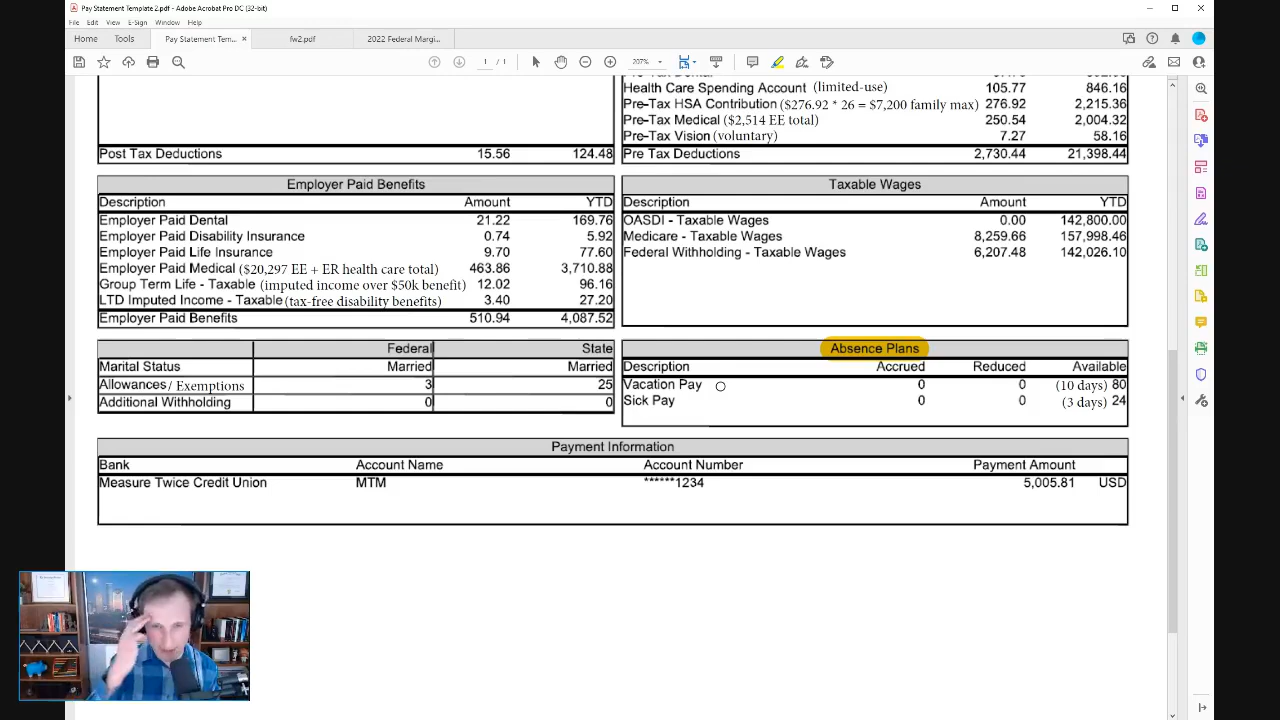 Pay Statement Template 2.pdf - Adobe Acrobat Pro DC (32-bit)
File Edit View E-Sign Window Help
Home Tools Pay Statement Tem... × fw2.pdf 2022 Federal Margi...
1 / 1 207%
Health Care Spending Account (limited-use) 105.77 846.16
Pre-Tax HSA Contribution ($276.92 * 26 = $7,200 family max) 276.92 2,215.36
Pre-Tax Medical ($2,514 EE total) 250.54 2,004.32
Pre-Tax Vision (voluntary) 7.27 58.16
Post Tax Deductions 15.56 124.48 Pre Tax Deductions 2,730.44 21,398.44
Employer Paid Benefits
Description Amount YTD
Employer Paid Dental 21.22 169.76
Employer Paid Disability Insurance 0.74 5.92
Employer Paid Life Insurance 9.70 77.60
Employer Paid Medical ($20,297 EE + ER health care total) 463.86 3,710.88
Group Term Life - Taxable (imputed income over $50k benefit) 12.02 96.16
LTD Imputed Income - Taxable (tax-free disability benefits) 3.40 27.20
Employer Paid Benefits 510.94 4,087.52
Taxable Wages
Description Amount YTD
OASDI - Taxable Wages 0.00 142,800.00
Medicare - Taxable Wages 8,259.66 157,998.46
Federal Withholding - Taxable Wages 6,207.48 142,026.10
Federal State
Marital Status Married Married
Allowances / Exemptions 3 25
Additional Withholding 0 0
Absence Plans
Description Accrued Reduced Available
Vacation Pay 0 0 (10 days) 80
Sick Pay 0 0 (3 days) 24
Payment Information
Bank Account Name Account Number Payment Amount
Measure Twice Credit Union MTM ******1234 5,005.81 USD